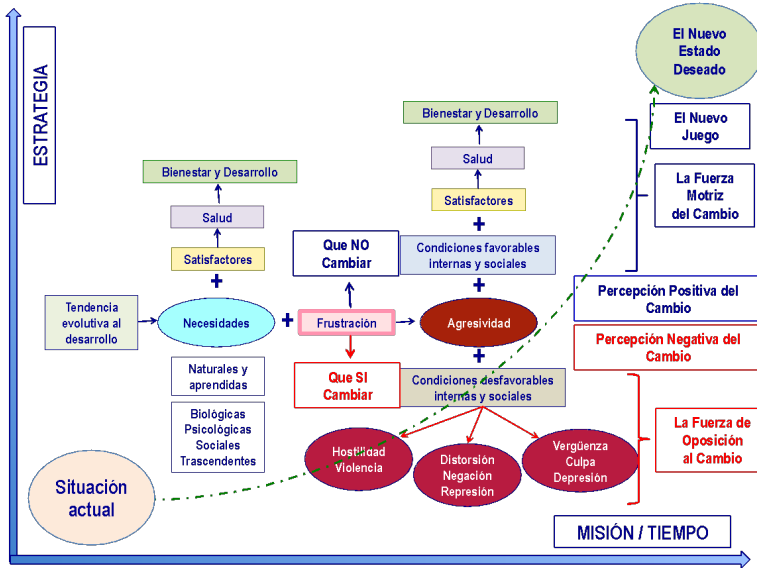 ESTRATEGIA
El Nuevo
Estado
Deseado
El Nuevo
Juego
Bienestar y Desarrollo
Salud
Satisfactores
La Fuerza
Motriz
del Cambio
Bienestar y Desarrollo
Salud
Satisfactores
+
+
Que NO
Cambiar
Condiciones favorables
internas y sociales
Percepción Positiva del
Cambio
Tendencia
evolutiva al
desarrollo
Necesidades
+
Frustración
Agresividad
Percepción Negativa del
Cambio
+
Naturales y
aprendidas
Que SI
Cambiar
Condiciones desfavorables
internas y sociales
Biológicas
Psicológicas
Sociales
Trascendentes
La Fuerza de
Oposición
al Cambio
Hostilidad
Violencia
Distorsión
Negación
Represión
Vergüenza
Culpa
Depresión
Situación
actual
MISIÓN / TIEMPO